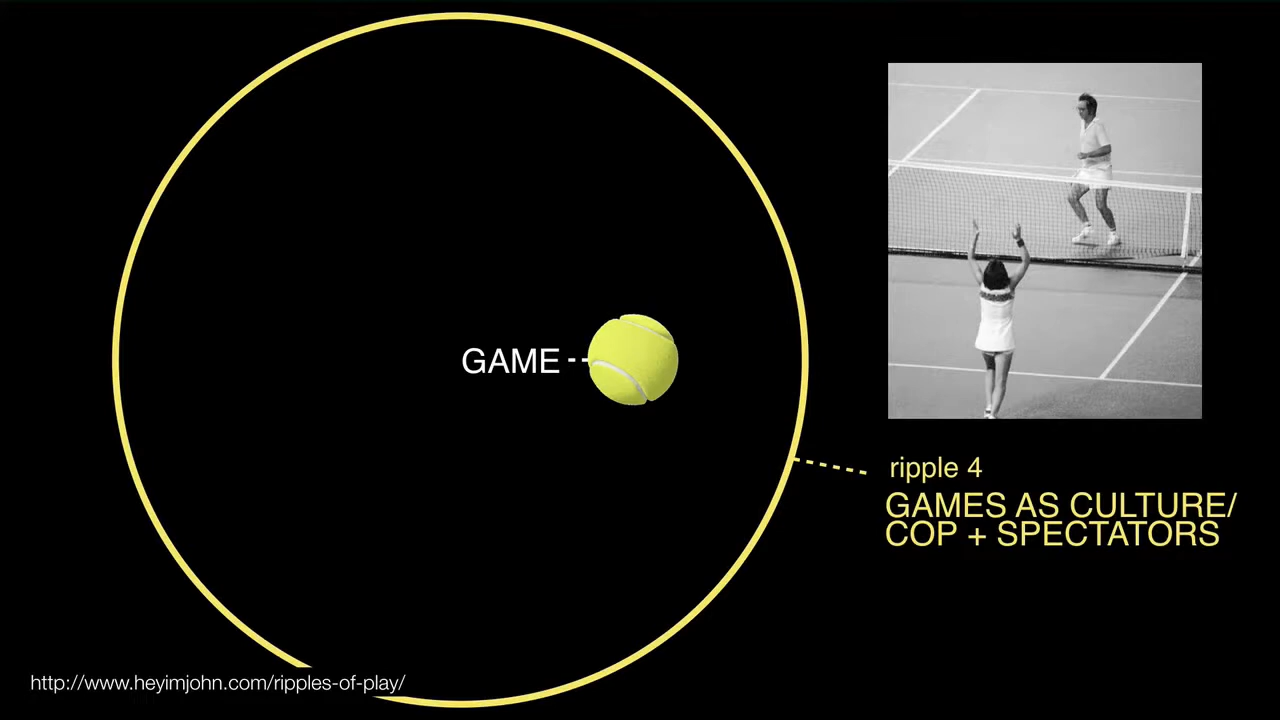 GAME
ripple 4
GAMES AS CULTURE/
COP + SPECTATORS
http://www.heyimjohn.com/ripples-of-play/